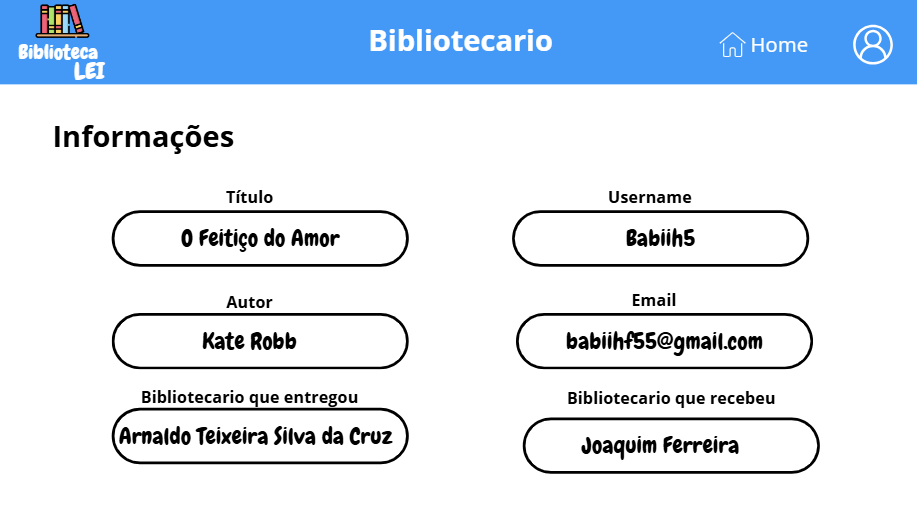 Biblioteca
LEI
Bibliotecario
Home
Informações
Título
O Feitiço do Amor
Username
Babiih5
Autor
Kate Robb
Email
babiihf55@gmail.com
Bibliotecario que entregou
Arnaldo Teixeira Silva da Cruz
Bibliotecario que recebeu
Joaquim Ferreira